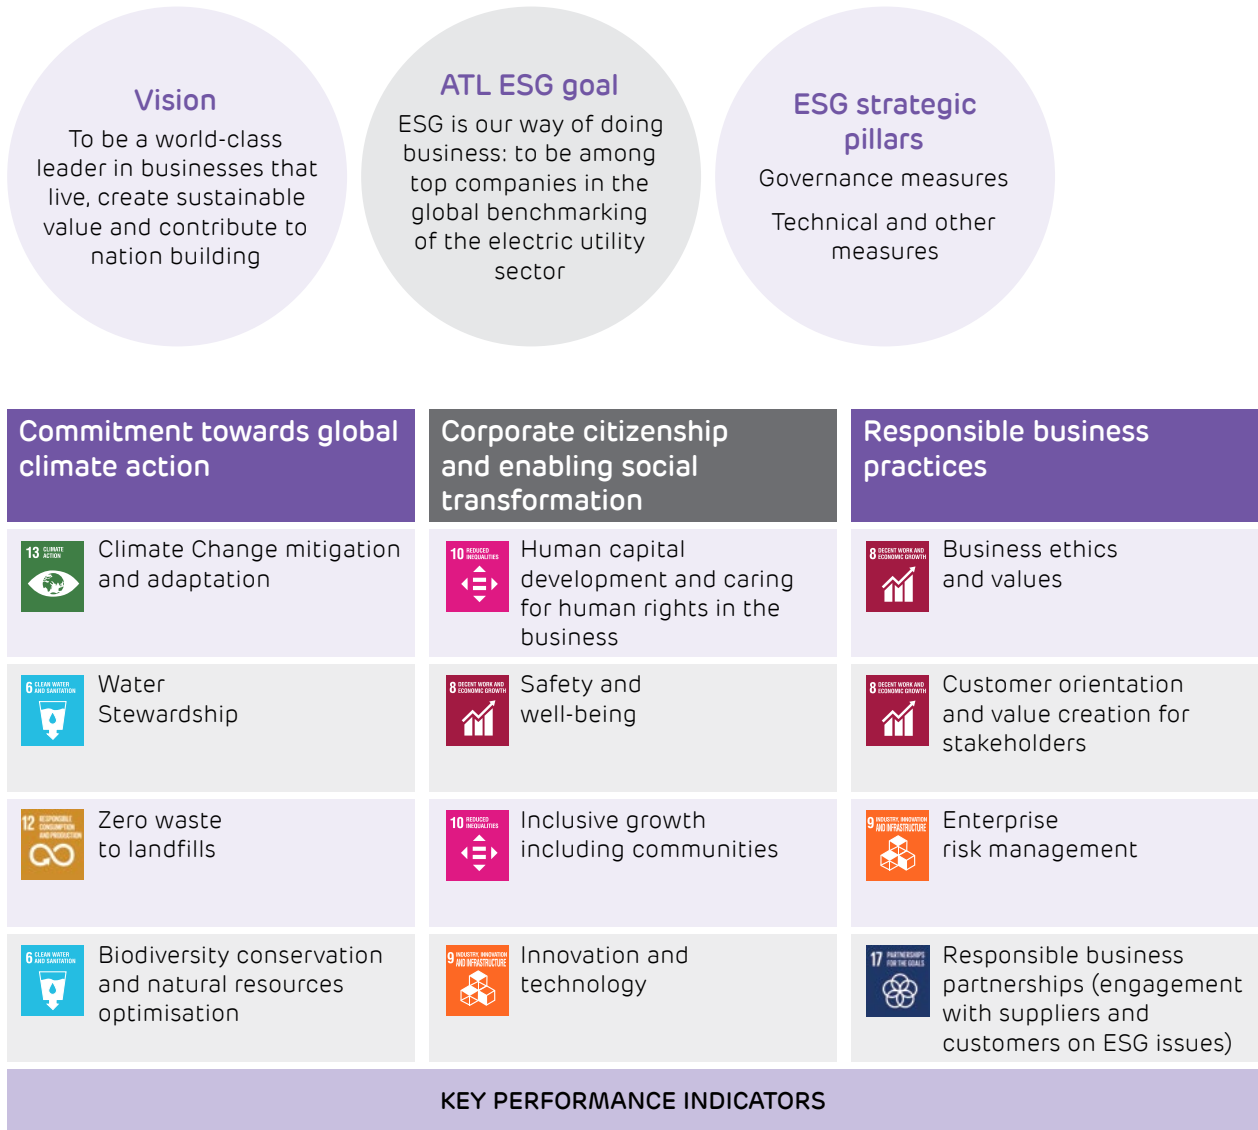 Vision
To be a world-class
leader in businesses that
live, create sustainable
value and contribute to
nation building
ATL ESG goal
ESG is our way of doing
business: to be among
top companies in the
global benchmarking
of the electric utility
sector
ESG strategic
pillars
Governance measures
Technical and other
measures
Commitment towards global
climate action
13 CLIMATE
ACTION
Climate Change mitigation
and adaptation
6 CLEAN WATER
AND SANITATION
Water
Stewardship
12 RESPONSIBLE
CONSUMPTION
AND PRODUCTION
Zero waste
to landfills
6 CLEAN WATER
AND SANITATION
Biodiversity conservation
and natural resources
optimisation
Corporate citizenship
and enabling social
transformation
10 REDUCED
INEQUALITIES
Human capital
development and caring
for human rights in the
business
8 DECENT WORK AND
ECONOMIC GROWTH
Safety and
well-being
10 REDUCED
INEQUALITIES
Inclusive growth
including communities
9 INDUSTRY, INNOVATION
AND INFRASTRUCTURE
Innovation and
technology
Responsible business
practices
8 DECENT WORK AND
ECONOMIC GROWTH
Business ethics
and values
8 DECENT WORK AND
ECONOMIC GROWTH
Customer orientation
and value creation for
stakeholders
9 INDUSTRY, INNOVATION
AND INFRASTRUCTURE
Enterprise
risk management
17 PARTNERSHIPS
FOR THE GOALS
Responsible business
partnerships (engagement
with suppliers and
customers on ESG issues)
KEY PERFORMANCE INDICATORS